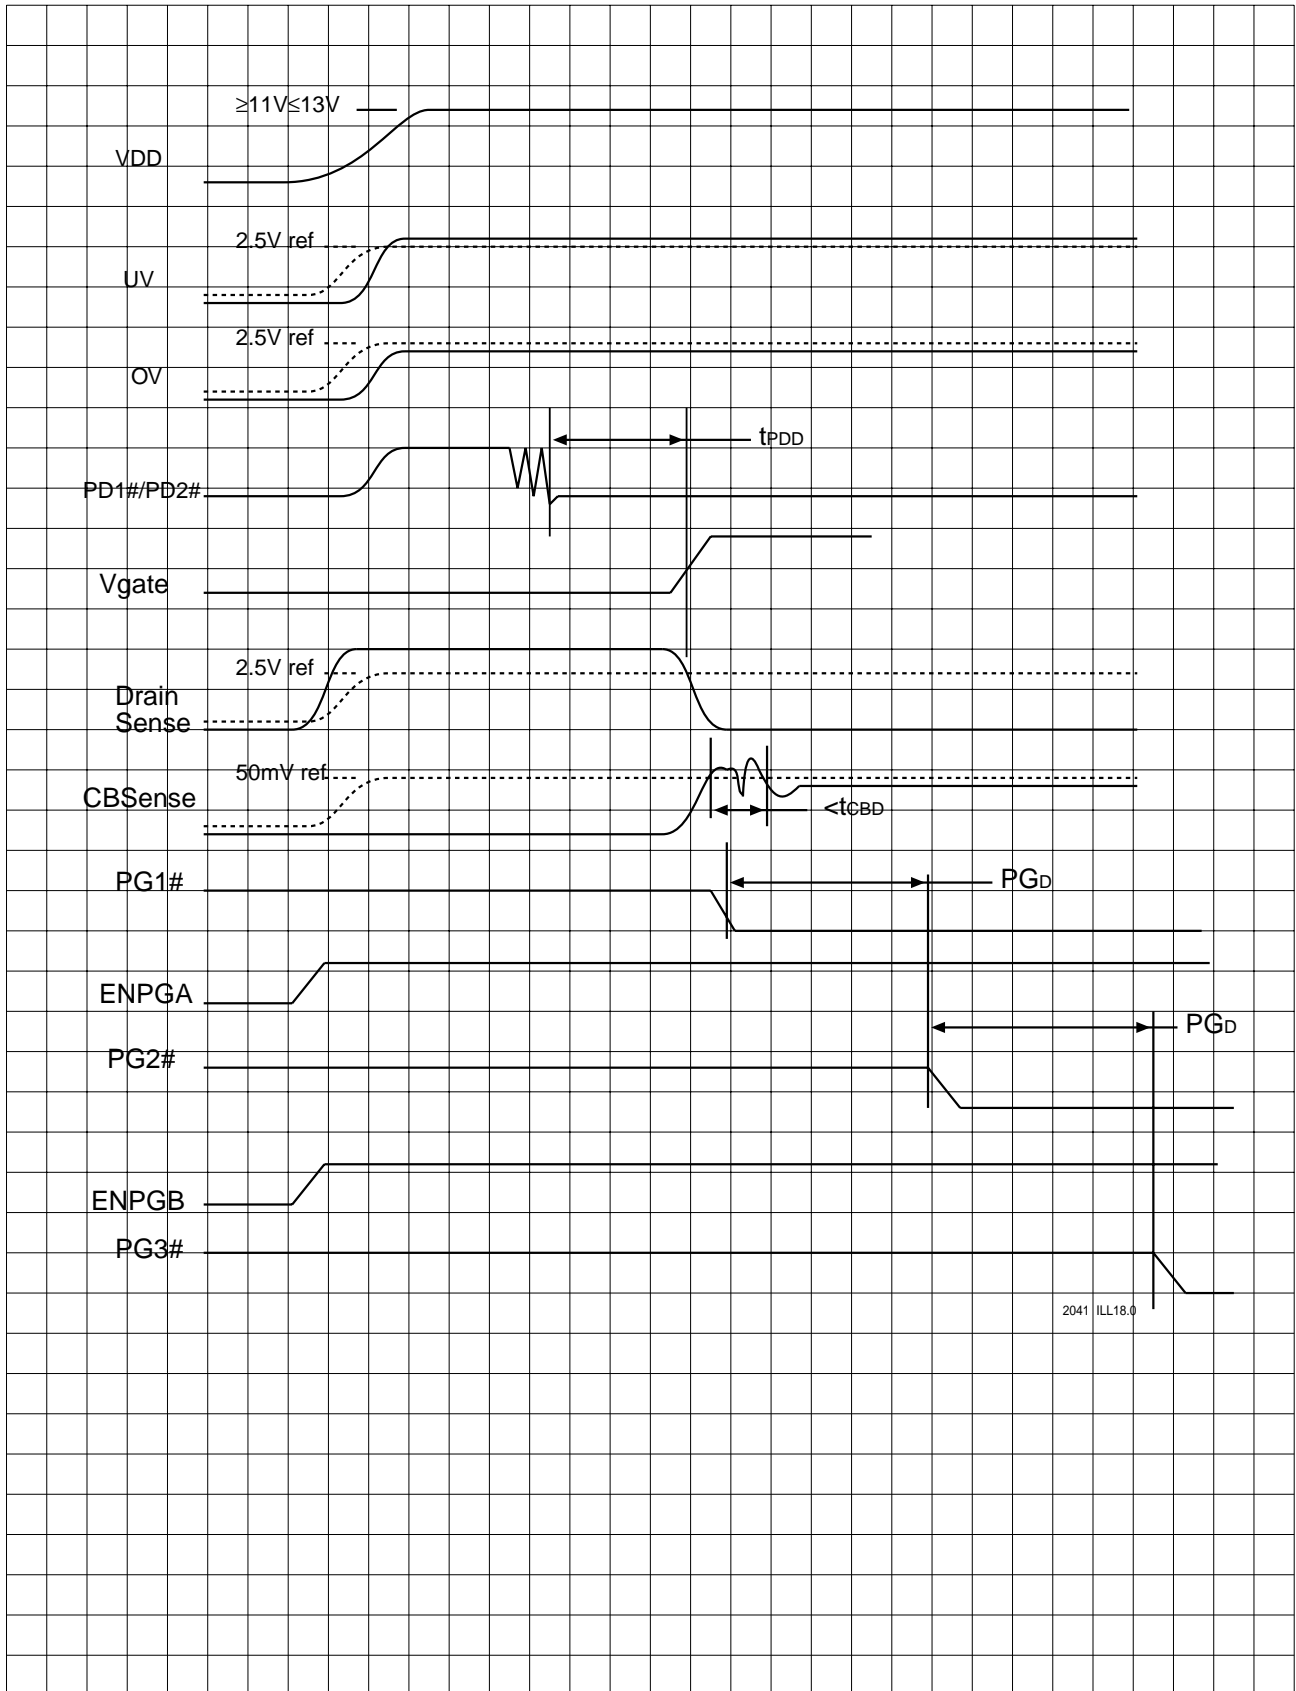 ≥11V≤13V
VDD
2.5V ref
UV
2.5V ref
OV
tPDD
PD1#/PD2#
Vgate
2.5V ref
Drain
Sense
50mV ref
CBSense
<tCBD
PG1#
PGD
ENPGA
PGD
PG2#
ENPGB
PG3#
2041 ILL18.0